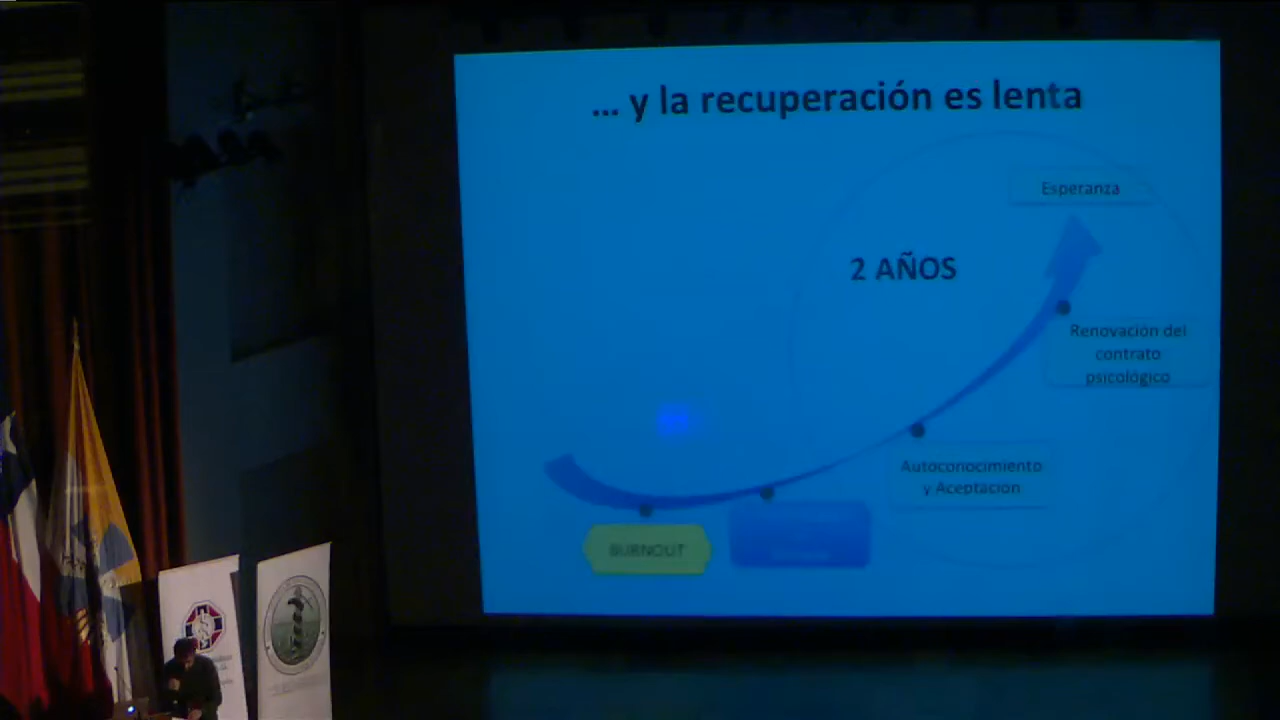 ... y la recuperación es lenta
Esperanza
2 AÑOS
Renovación del
contrato
psicológico
Autoconocimiento
y Aceptación
BURNOUT